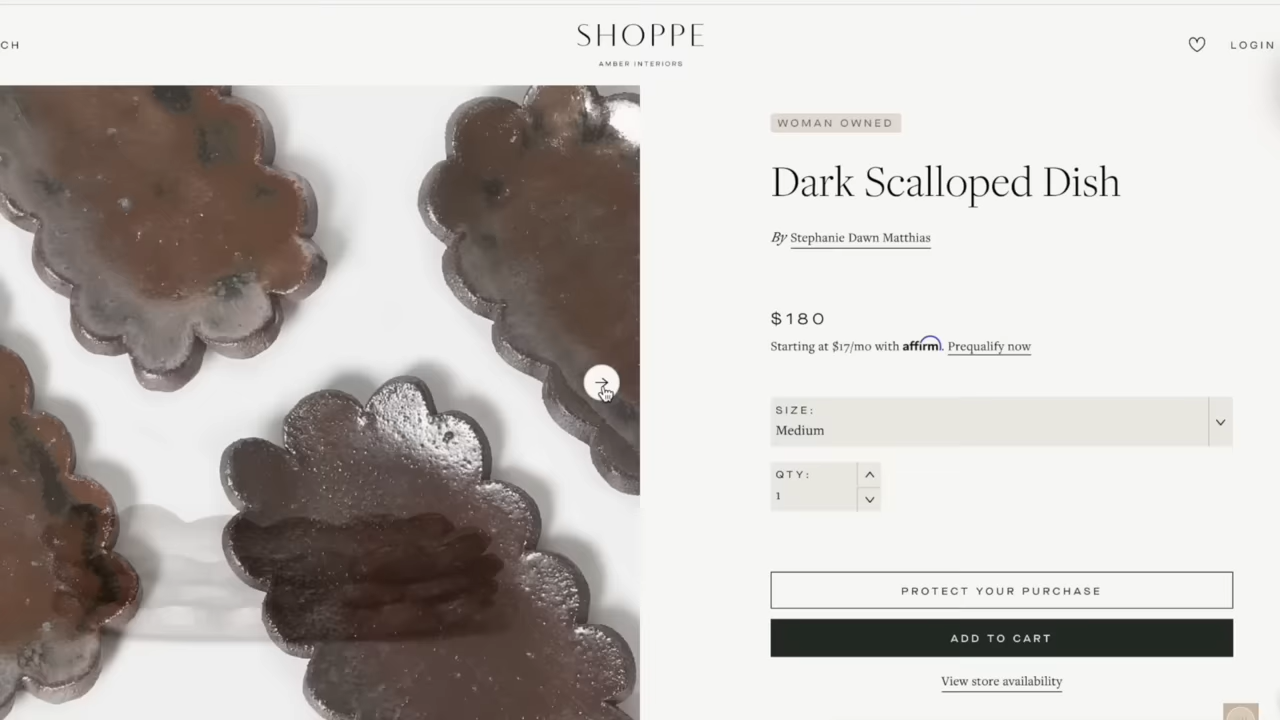 CH
SHOPPE
AMBER INTERIORS
LOGIN
WOMAN OWNED
Dark Scalloped Dish
By Stephanie Dawn Matthias
$180
Starting at $17/mo with affirm. Prequalify now
SIZE:
Medium
QTY:
1
PROTECT YOUR PURCHASE
ADD TO CART
View store availability